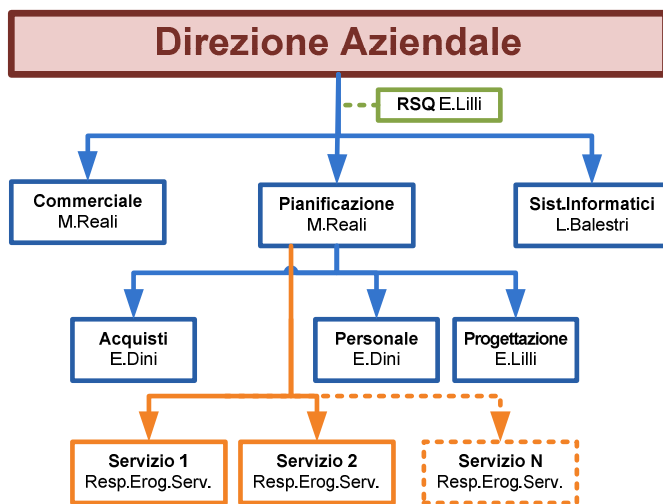 Direzione Aziendale
RSQ E.Lilli
Commerciale
M.Reali
Pianificazione
M.Reali
Sist.Informatici
L.Balestri
Acquisti
E.Dini
Personale
E.Dini
Progettazione
E.Lilli
Servizio 1
Resp.Erog.Serv.
Servizio 2
Resp.Erog.Serv.
Servizio N
Resp.Erog.Serv.